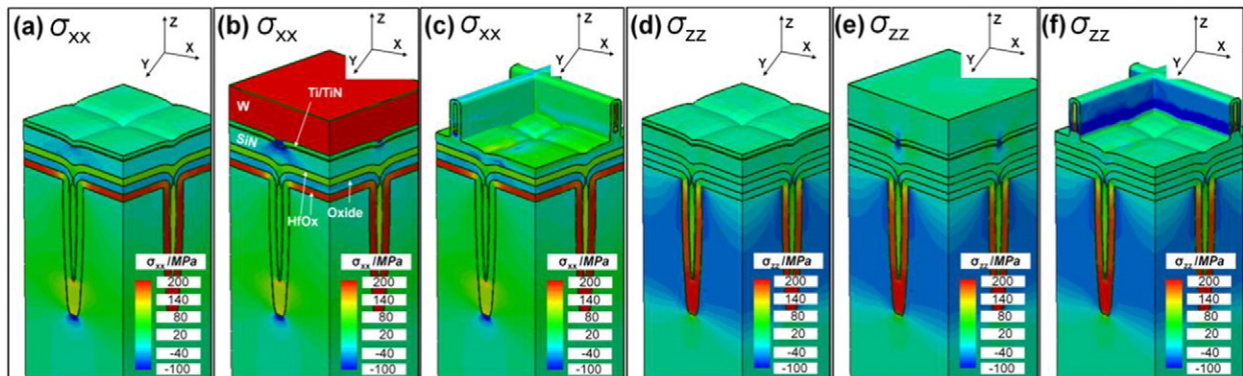 (a) σxx
Z
X
Y
σxx /MPa
200
140
80
20
-40
-100
(b) σxx
Z
X
Y
Ti/TiN
W
SiN
HfOx
Oxide
σxx /MPa
200
140
80
20
-40
-100
(c) σxx
Z
X
Y
σxx /MPa
200
140
80
20
-40
-100
(d) σzz
Z
X
Y
σzz /MPa
200
140
80
20
-40
-100
(e) σzz
Z
X
Y
σzz /MPa
200
140
80
20
-40
-100
(f) σzz
Z
X
Y
σzz /MPa
200
140
80
20
-40
-100